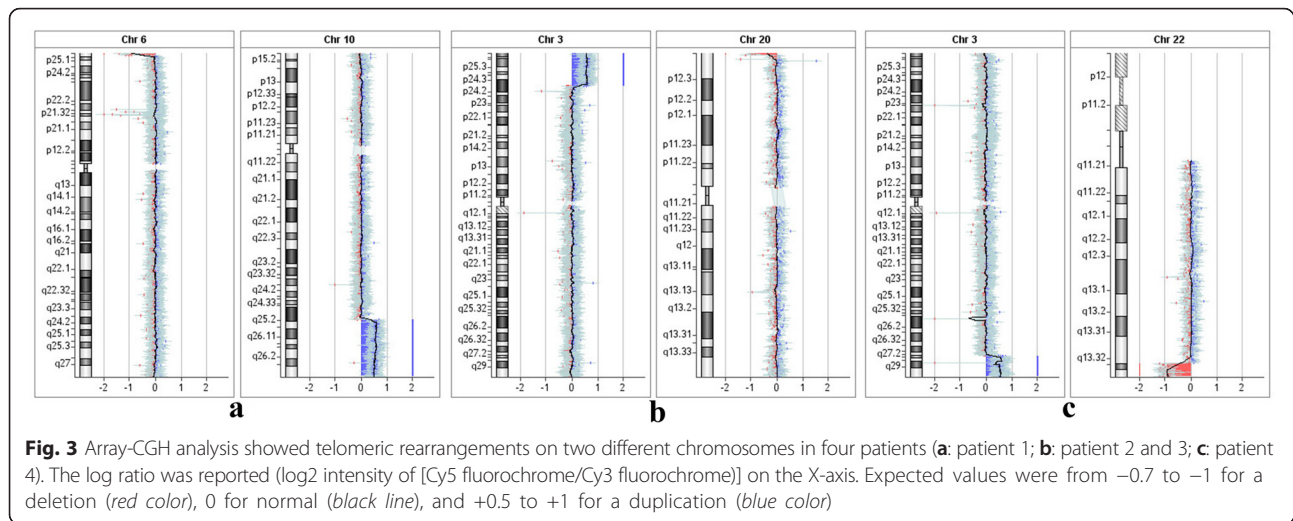 Chr 6 Chr 10 Chr 3 Chr 20 Chr 3 Chr 22
p25.1
p24.2
p22.2
p21.32
p21.1
p12.2
q13
q14.1
q14.2
q16.1
q16.2
q21
q22.1
q22.32
q23.3
q24.2
q25.1
q25.3
q27
-2 -1 0 1 2
p15.2
p13
p12.33
p12.2
p11.23
p11.21
q11.22
q21.1
q21.2
q22.1
q22.3
q23.2
q23.32
q24.2
q24.33
q25.2
q26.11
q26.2
-2 -1 0 1 2
p25.3
p24.3
p24.2
p23
p22.1
p21.2
p14.2
p13
p12.2
p11.2
q12.1
q13.12
q13.31
q21.1
q22.1
q23
q25.1
q25.32
q26.2
q26.32
q27.2
q29
-2 -1 0 1 2
p12.3
p12.2
p12.1
p11.23
p11.22
q11.21
q11.22
q11.23
q12
q13.11
q13.13
q13.2
q13.31
q13.33
-2 -1 0 1 2
p25.3
p24.3
p24.2
p23
p22.1
p21.2
p14.2
p13
p12.2
p11.2
q12.1
q13.12
q13.31
q21.1
q22.1
q23
q25.1
q25.32
q26.2
q26.32
q27.2
q29
-2 -1 0 1 2
p12
p11.2
q11.21
q11.22
q12.1
q12.2
q12.3
q13.1
q13.2
q13.31
q13.32
-2 -1 0 1 2
a b c
Fig. 3 Array-CGH analysis showed telomeric rearrangements on two different chromosomes in four patients (a: patient 1; b: patient 2 and 3; c: patient
4). The log ratio was reported (log2 intensity of [Cy5 fluorochrome/Cy3 fluorochrome)] on the X-axis. Expected values were from −0.7 to −1 for a
deletion (red color), 0 for normal (black line), and +0.5 to +1 for a duplication (blue color)